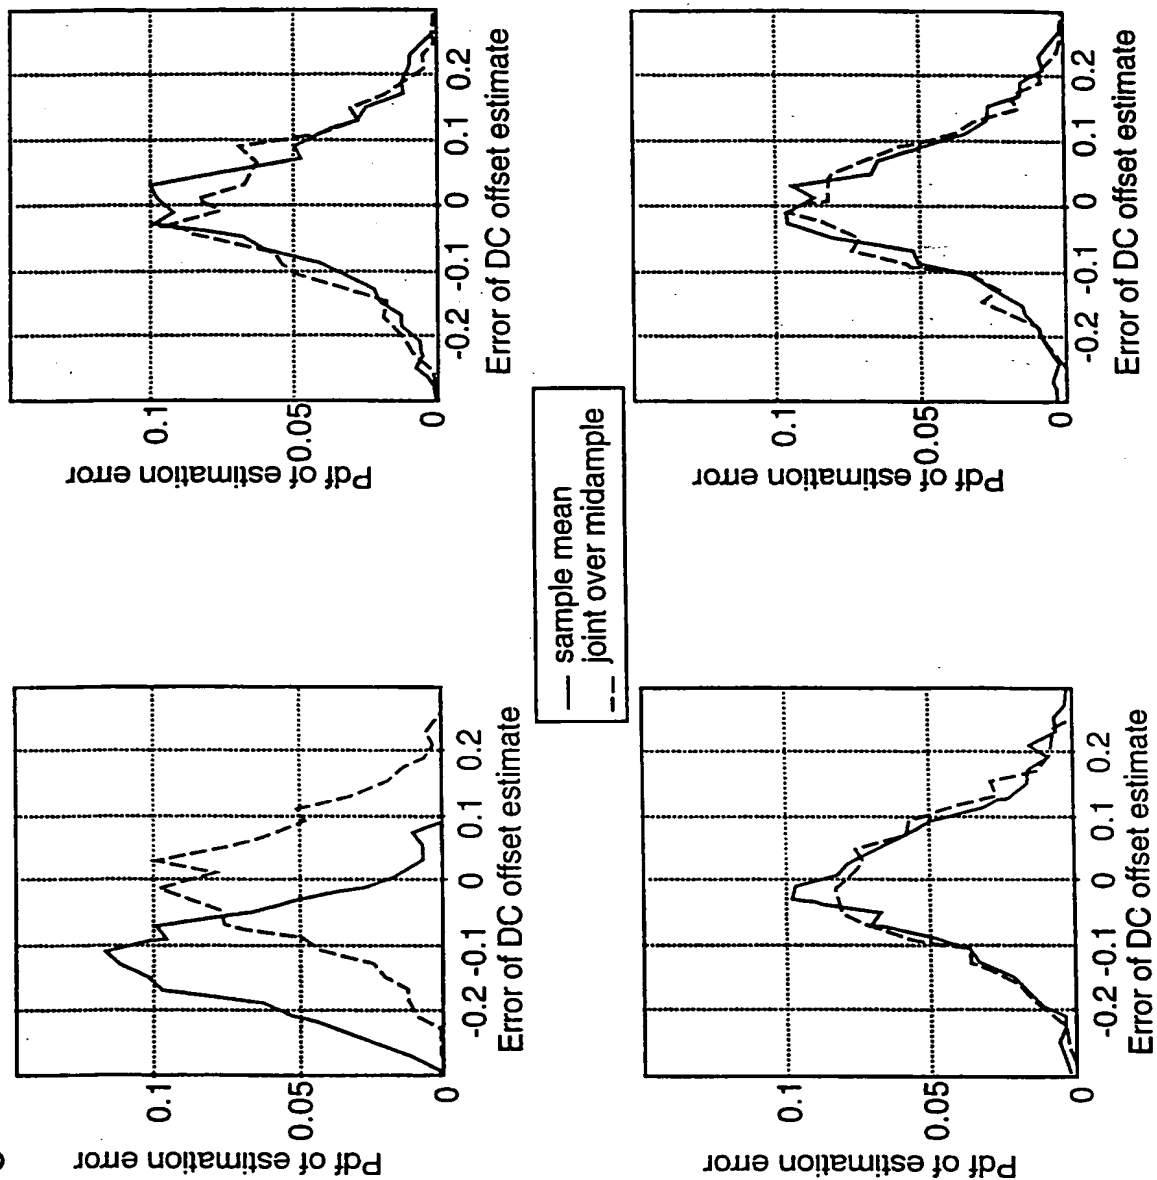 Pdf of estimation error
0.1
0.05
0
-0.2 -0.1 0 0.1 0.2
Error of DC offset estimate
Pdf of estimation error
0.1
0.05
0
-0.2 -0.1 0 0.1 0.2
Error of DC offset estimate
sample mean
joint over midample
Pdf of estimation error
0.1
0.05
0
-0.2 -0.1 0 0.1 0.2
Error of DC offset estimate
Pdf of estimation error
0.1
0.05
0
-0.2 -0.1 0 0.1 0.2
Error of DC offset estimate